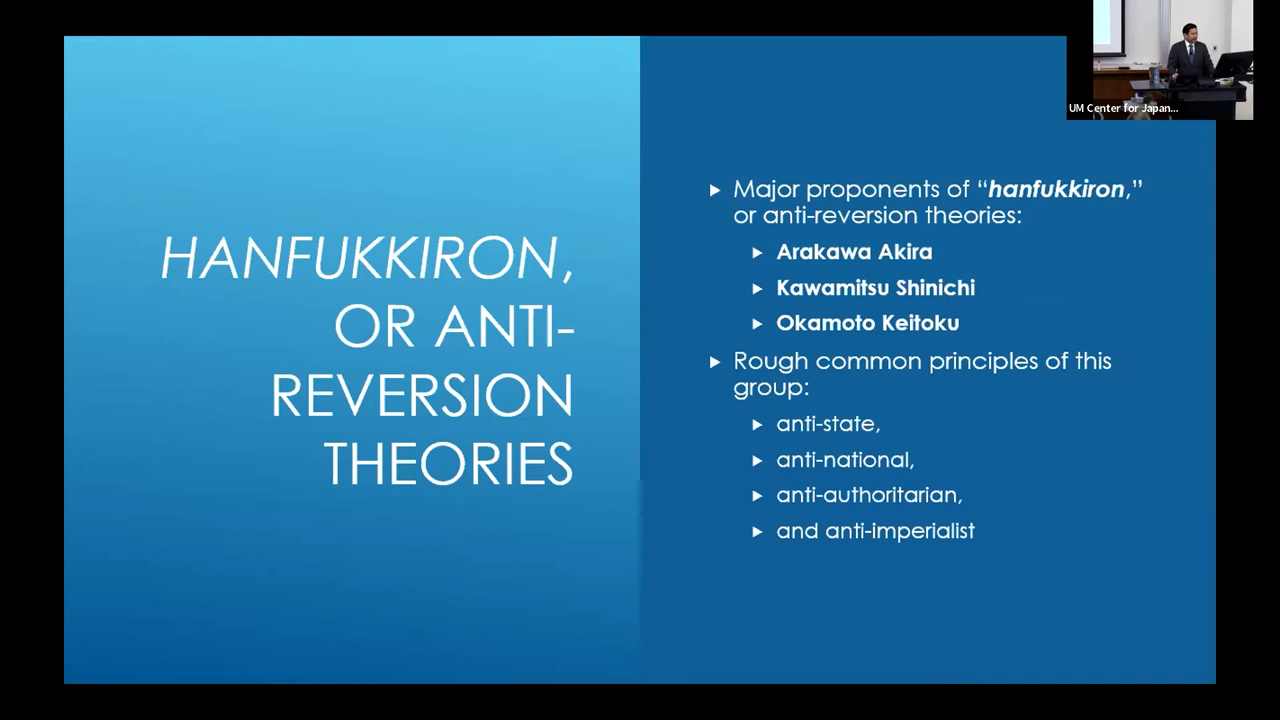 HANFUKKIRON,
OR ANTI-
REVERSION
THEORIES
Major proponents of “hanfukkiron,”
or anti-reversion theories:
Arakawa Akira
Kawamitsu Shinichi
Okamoto Keitoku
Rough common principles of this
group:
anti-state,
anti-national,
anti-authoritarian,
and anti-imperialist
UM Center for Japan...